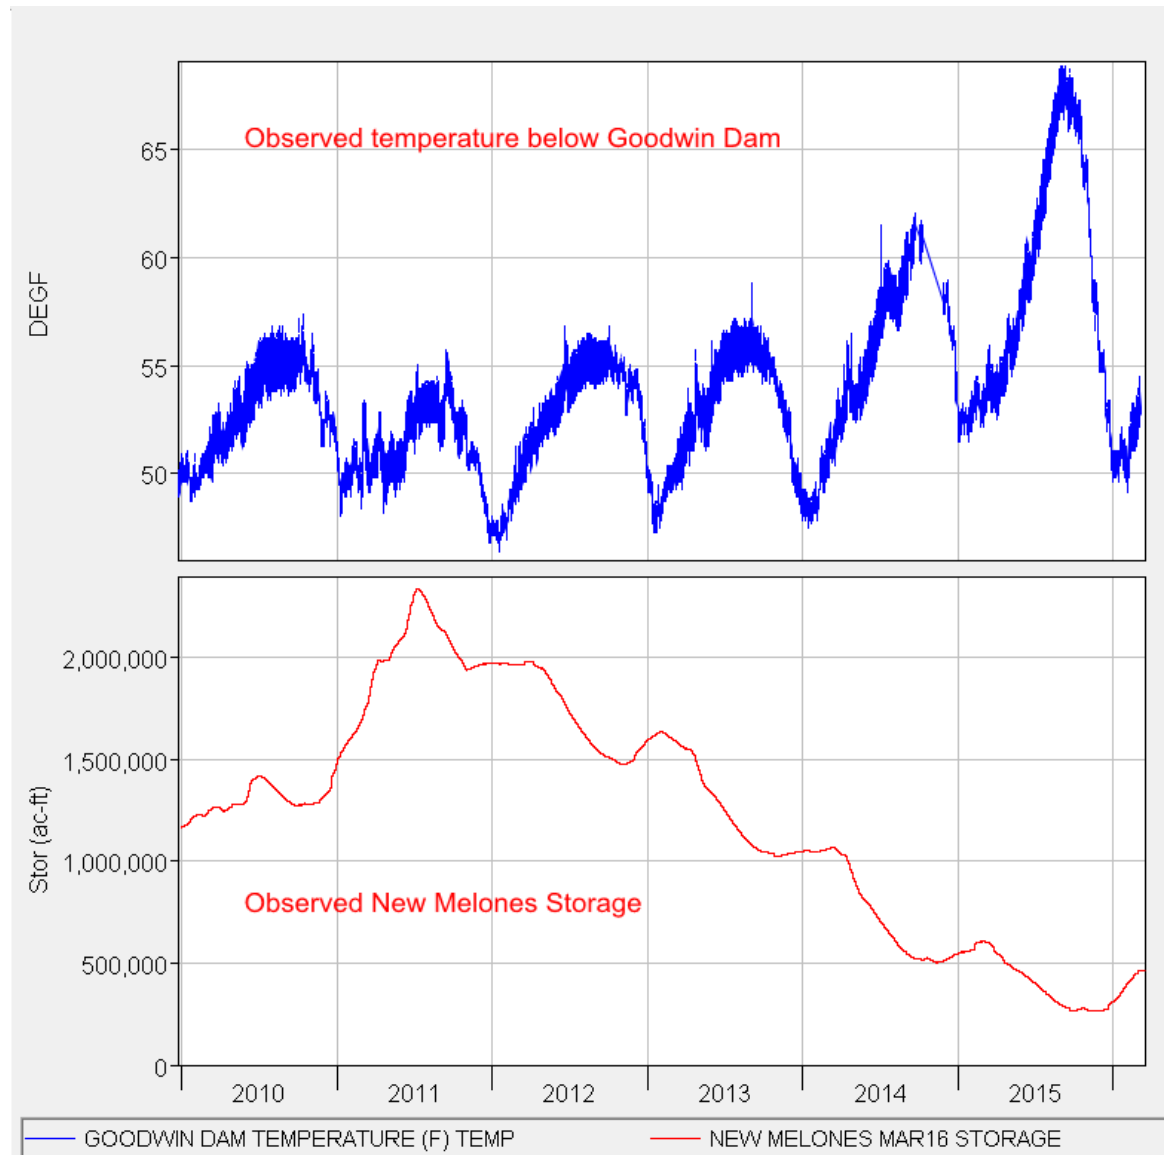 Observed temperature below Goodwin Dam
65
60
DEGF
55
50
2,000,000
1,500,000
Stor (ac-ft)
1,000,000
Observed New Melones Storage
500,000
0
2010 2011 2012 2013 2014 2015
GOODWIN DAM TEMPERATURE (F) TEMP NEW MELONES MAR16 STORAGE